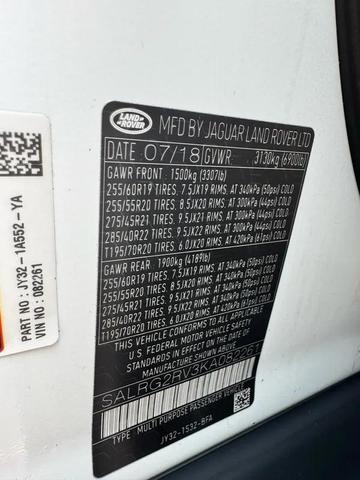 LAND
ROVER
MFD BY JAGUAR LAND ROVER LTD
DATE 07/18 GVWR 3130kg (6900lb)
GAWR FRONT 1500kg (3307lb)
255/60R19 TIRES, 7.5JX19 RIMS, AT 340kPa (50psi) COLD
255/55R20 TIRES, 8.5JX20 RIMS, AT 300kPa (44psi) COLD
275/45R21 TIRES, 9.5JX21 RIMS, AT 300kPa (44psi) COLD
285/40R22 TIRES, 9.5JX22 RIMS, AT 300kPa (44psi) COLD
T195/70R20 TIRES, 6.0JX20 RIMS, AT 420kPa (61psi) COLD
GAWR REAR 1900kg (4189lb)
255/60R19 TIRES, 7.5JX19 RIMS, AT 340kPa (50psi) COLD
255/55R20 TIRES, 8.5JX20 RIMS, AT 340kPa (50psi) COLD
275/45R21 TIRES, 9.5JX21 RIMS, AT 340kPa (50psi) COLD
285/40R22 TIRES, 9.5JX22 RIMS, AT 340kPa (50psi) COLD
T195/70R20 TIRES, 6.0JX20 RIMS, AT 420kPa (61psi) COLD
THIS VEHICLE CONFORMS TO ALL APPLICABLE
U.S. FEDERAL MOTOR VEHICLE SAFETY
STANDARDS IN EFFECT ON THE DATE OF
MANUFACTURE SHOWN ABOVE.
SALRG2RV3KA082261
TYPE: MULTI PURPOSE PASSENGER VEHICLE
JY32-1532-BFA
PART NO : JY32-1A552-YA
VIN NO : 082261